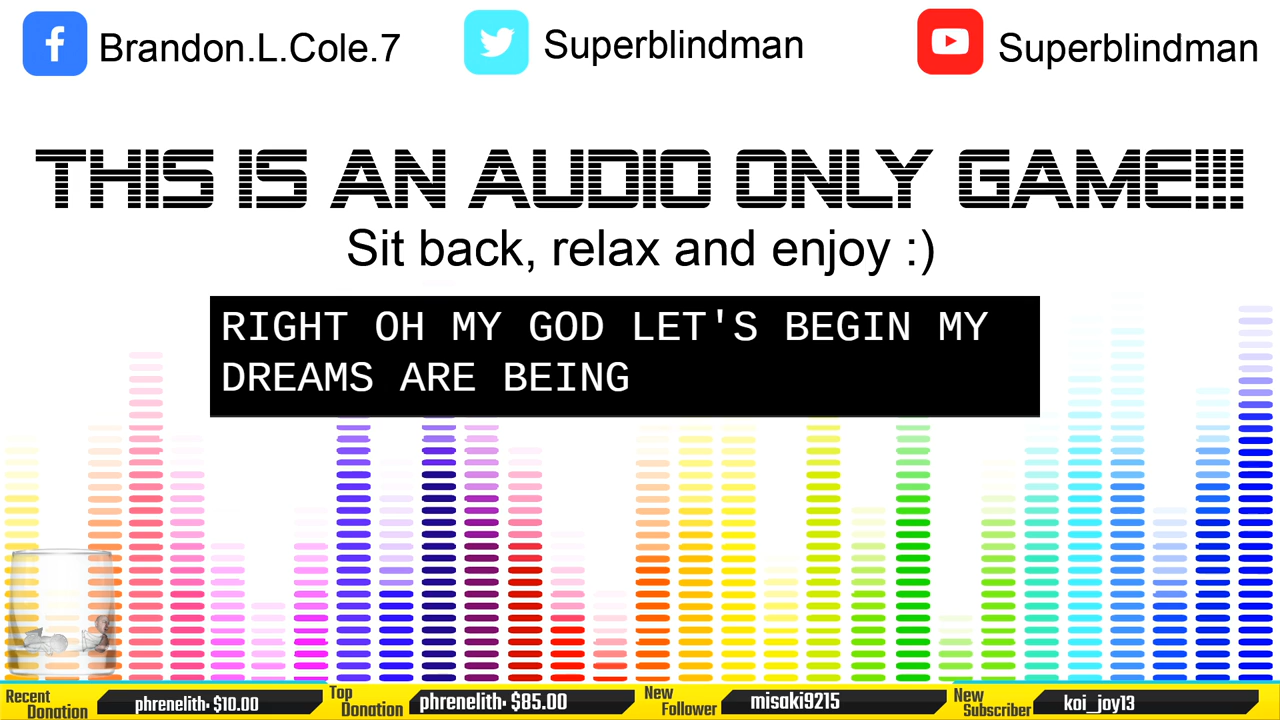 Brandon.L.Cole.7 Superblindman Superblindman
THIS IS AN AUDIO ONLY GAME!!!
Sit back, relax and enjoy :)
RIGHT OH MY GOD LET'S BEGIN MY
DREAMS ARE BEING
Recent Donation phrenelith: $10.00 Top Donation phrenelith: $85.00 New Follower misaki9215 New Subscriber koi_joy13